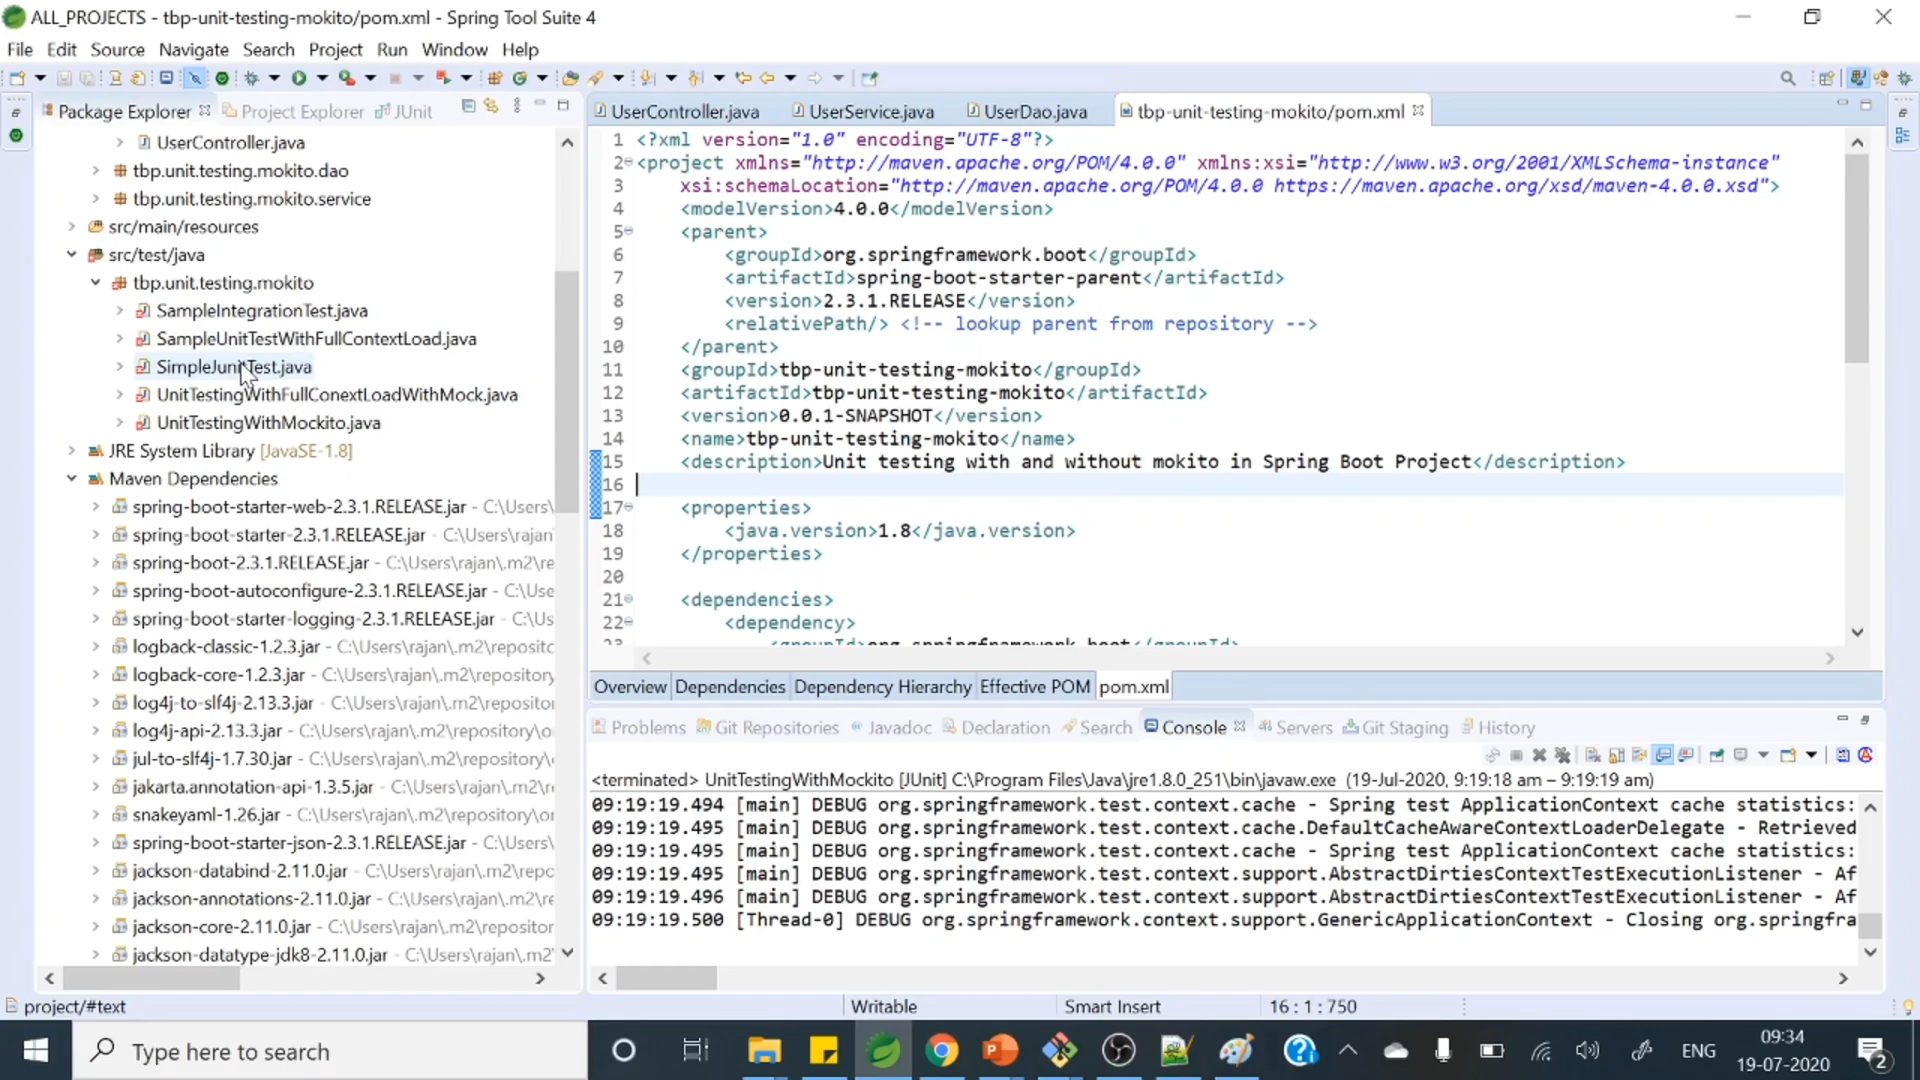 ALL_PROJECTS - tbp-unit-testing-mokito/pom.xml - Spring Tool Suite 4
File Edit Source Navigate Search Project Run Window Help
Package Explorer Project Explorer JUnit
UserController.java
tbp.unit.testing.mokito.dao
tbp.unit.testing.mokito.service
src/main/resources
src/test/java
tbp.unit.testing.mokito
SampleIntegrationTest.java
SampleUnitTestWithFullContextLoad.java
SimpleJunitTest.java
UnitTestingWithFullConextLoadWithMock.java
UnitTestingWithMockito.java
JRE System Library [JavaSE-1.8]
Maven Dependencies
spring-boot-starter-web-2.3.1.RELEASE.jar - C:\Users\
spring-boot-starter-2.3.1.RELEASE.jar - C:\Users\rajan
spring-boot-2.3.1.RELEASE.jar - C:\Users\rajan\.m2\re
spring-boot-autoconfigure-2.3.1.RELEASE.jar - C:\Use
spring-boot-starter-logging-2.3.1.RELEASE.jar - C:\Us
logback-classic-1.2.3.jar - C:\Users\rajan\.m2\repositc
logback-core-1.2.3.jar - C:\Users\rajan\.m2\repository
log4j-to-slf4j-2.13.3.jar - C:\Users\rajan\.m2\repository
log4j-api-2.13.3.jar - C:\Users\rajan\.m2\repository\o
jul-to-slf4j-1.7.30.jar - C:\Users\rajan\.m2\repository
jakarta.annotation-api-1.3.5.jar - C:\Users\rajan\.m2\
snakeyaml-1.26.jar - C:\Users\rajan\.m2\repository\or
spring-boot-starter-json-2.3.1.RELEASE.jar - C:\Users\
jackson-databind-2.11.0.jar - C:\Users\rajan\.m2\repo
jackson-annotations-2.11.0.jar - C:\Users\rajan\.m2\re
jackson-core-2.11.0.jar - C:\Users\rajan\.m2\repositor
jackson-datatype-jdk8-2.11.0.jar - C:\Users\rajan\.m2\
UserController.java UserService.java UserDao.java tbp-unit-testing-mokito/pom.xml
1 <?xml version="1.0" encoding="UTF-8"?>
2 <project xmlns="http://maven.apache.org/POM/4.0.0" xmlns:xsi="http://www.w3.org/2001/XMLSchema-instance"
3 xsi:schemaLocation="http://maven.apache.org/POM/4.0.0 https://maven.apache.org/xsd/maven-4.0.0.xsd">
4 <modelVersion>4.0.0</modelVersion>
5 <parent>
6 <groupId>org.springframework.boot</groupId>
7 <artifactId>spring-boot-starter-parent</artifactId>
8 <version>2.3.1.RELEASE</version>
9 <relativePath/> <!-- lookup parent from repository -->
10 </parent>
11 <groupId>tbp-unit-testing-mokito</groupId>
12 <artifactId>tbp-unit-testing-mokito</artifactId>
13 <version>0.0.1-SNAPSHOT</version>
14 <name>tbp-unit-testing-mokito</name>
15 <description>Unit testing with and without mokito in Spring Boot Project</description>
16
17 <properties>
18 <java.version>1.8</java.version>
19 </properties>
20
21 <dependencies>
22 <dependency>
23 <groupId>org.springframework.boot</groupId>
Overview Dependencies Dependency Hierarchy Effective POM pom.xml
Problems Git Repositories Javadoc Declaration Search Console Servers Git Staging History
<terminated> UnitTestingWithMockito [JUnit] C:\Program Files\Java\jre1.8.0_251\bin\javaw.exe (19-Jul-2020, 9:19:18 am – 9:19:19 am)
09:19:19.494 [main] DEBUG org.springframework.test.context.cache - Spring test ApplicationContext cache statistics:
09:19:19.495 [main] DEBUG org.springframework.test.context.cache.DefaultCacheAwareContextLoaderDelegate - Retrieved
09:19:19.495 [main] DEBUG org.springframework.test.context.cache - Spring test ApplicationContext cache statistics:
09:19:19.495 [main] DEBUG org.springframework.test.context.support.AbstractDirtiesContextTestExecutionListener - Af
09:19:19.496 [main] DEBUG org.springframework.test.context.support.AbstractDirtiesContextTestExecutionListener - Af
09:19:19.500 [Thread-0] DEBUG org.springframework.context.support.GenericApplicationContext - Closing org.springfra
project/#text Writable Smart Insert 16 : 1 : 750
Type here to search
ENG
09:34
19-07-2020
2